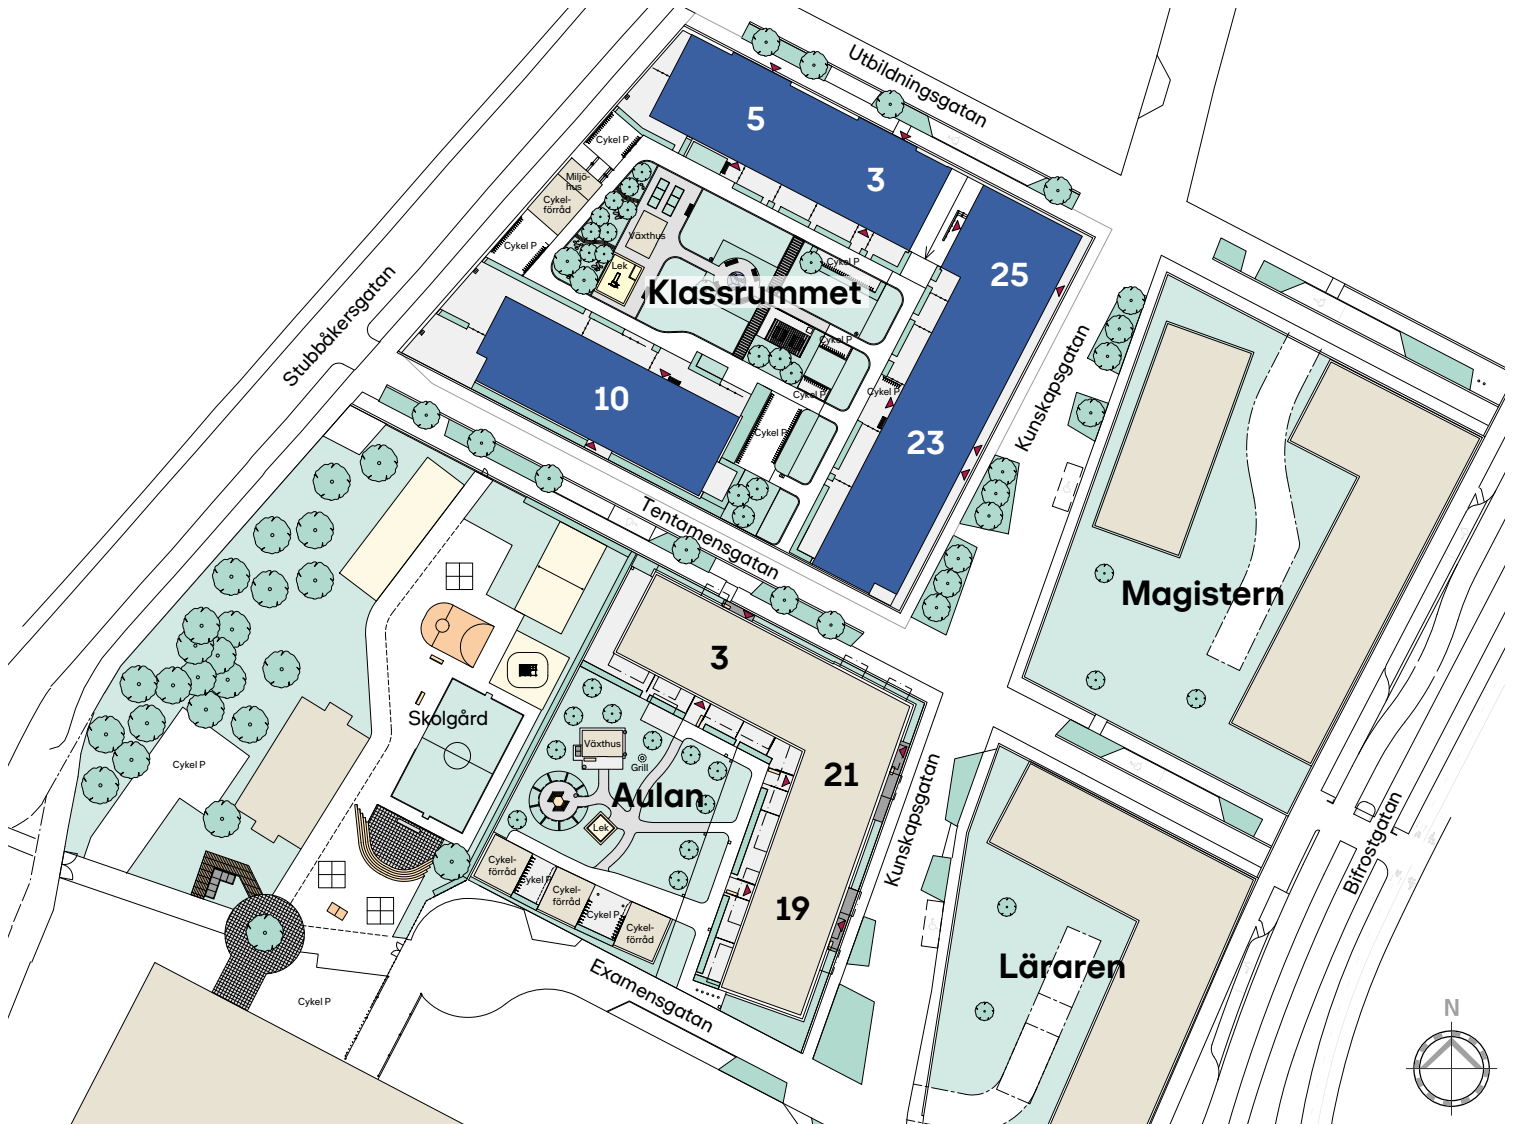 Utbildningsgatan
5
3
Cykel P
Miljö-
hus
Cykel-
förråd
Växthus
Cykel P
Lek
Cykel P
25
Klassrummet
Stubbåkersgatan
Cykel P
Kunskapsgatan
10
Cykel P
Cykel P
Cykel P
23
Tentamensgatan
Magistern
3
Skolgård
Växthus
Cykel P
Grill
21
Aulan
Lek
Kunskapsgatan
Bifrostgatan
Cykel-
förråd
Cykel P
Cykel-
förråd
Cykel P
Cykel-
förråd
19
Läraren
Examensgatan
Cykel P
N